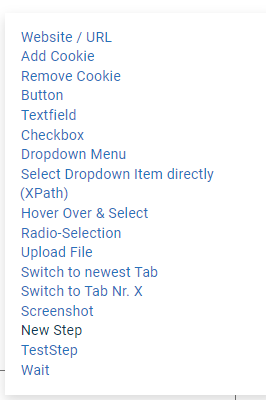 Website / URL
Add Cookie
Remove Cookie
Button
Textfield
Checkbox
Dropdown Menu
Select Dropdown Item directly
(XPath)
Hover Over & Select
Radio-Selection
Upload File
Switch to newest Tab
Switch to Tab Nr. X
Screenshot
New Step
TestStep
Wait